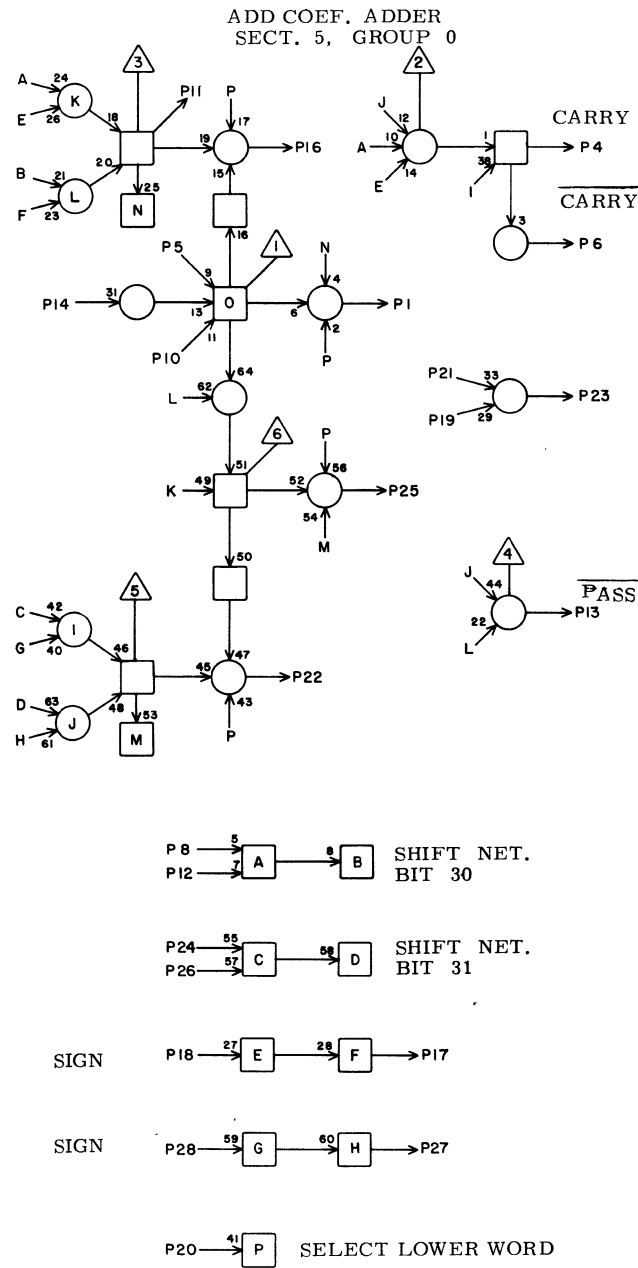 ADD COEF. ADDER
SECT. 5, GROUP 0
3
A
24
E
26
K
18
P11
P
17
19
P16
B
21
F
23
L
20
25
N
15
16
2
J
12
A
10
E
14
1
38
I
CARRY
P4
CARRY
3
P6
P5
9
1
P14
31
13
O
P10
11
6
N
4
2
P
P1
64
L
62
P21
33
P19
29
P23
6
51
K
49
52
P
56
54
M
P25
50
4
J
44
22
L
PASS
P13
5
C
42
G
40
I
46
D
63
H
61
J
48
53
M
45
47
43
P
P22
P8
5
P12
7
A
8
B
SHIFT NET.
BIT 30
P24
55
P26
57
C
58
D
SHIFT NET.
BIT 31
SIGN
P18
27
E
28
F
P17
SIGN
P28
59
G
60
H
P27
P20
41
P
SELECT LOWER WORD